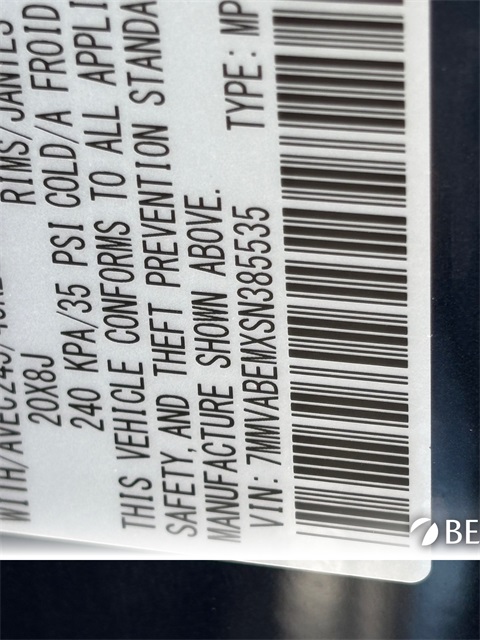 RIMS/JANTES
20X8J
240 KPA/35 PSI COLD/A FROID
THIS VEHICLE CONFORMS TO ALL APPLI
SAFETY, AND THEFT PREVENTION STANDA
MANUFACTURE SHOWN ABOVE.
VIN: 7MMVABEMXSN385535 TYPE: MP
BE